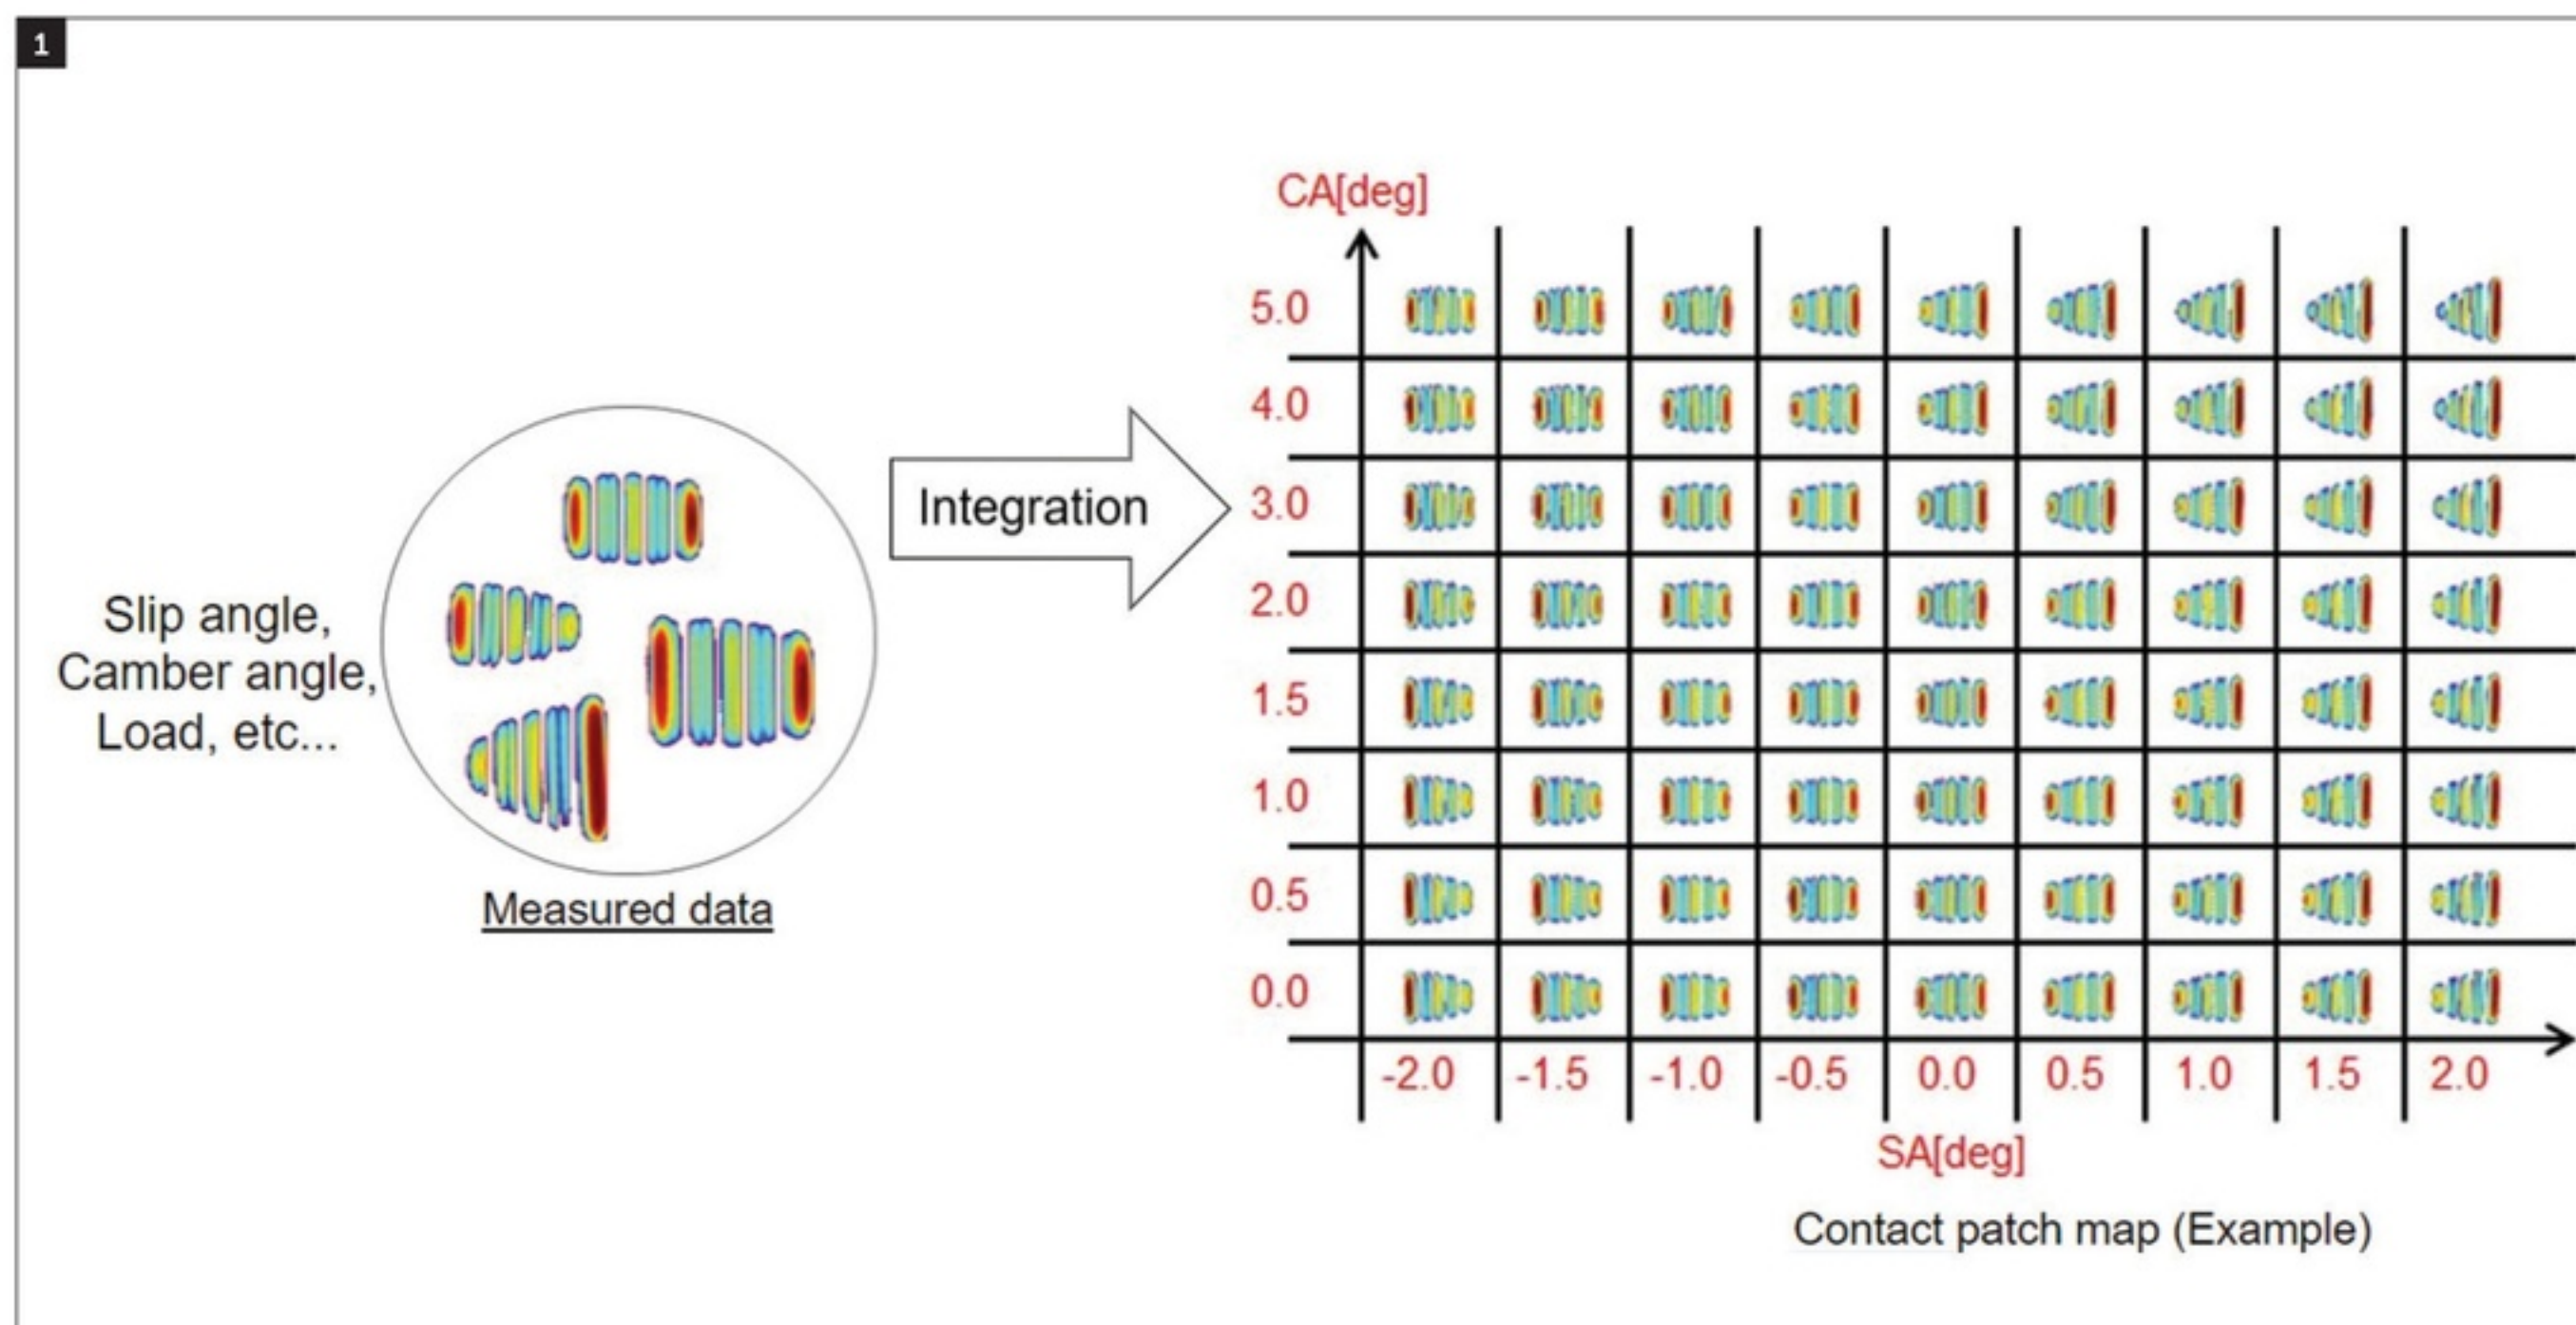 1
Slip angle,
Camber angle,
Load, etc...
Measured data
Integration
CA[deg]
5.0
4.0
3.0
2.0
1.5
1.0
0.5
0.0
-2.0 -1.5 -1.0 -0.5 0.0 0.5 1.0 1.5 2.0
SA[deg]
Contact patch map (Example)